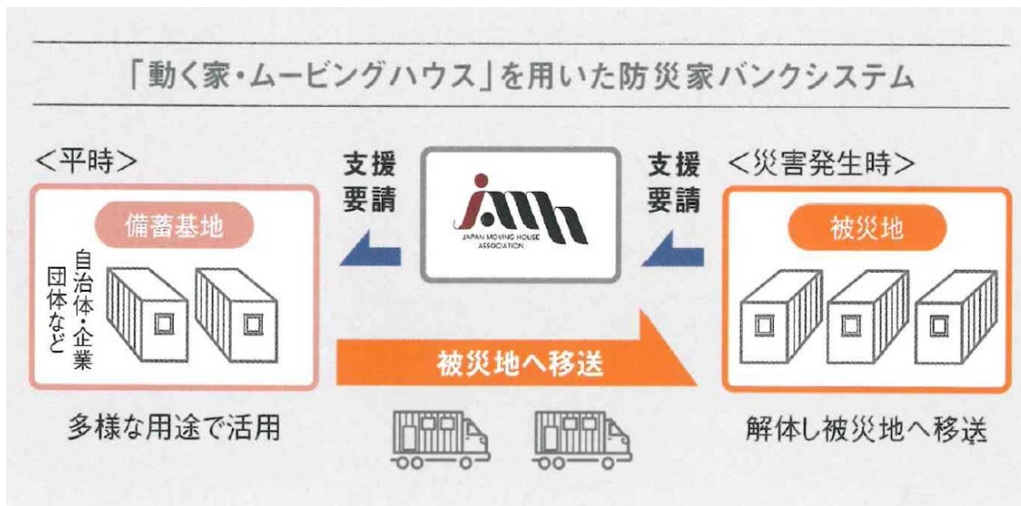 「動く家・ムービングハウス」を用いた防災家バンクシステム
＜平時＞
備蓄基地
自治体・企業
団体など
多様な用途で活用
支援
要請
JAPAN MOVING HOUSE
ASSOCIATION
支援
要請
被災地へ移送
＜災害発生時＞
被災地
解体し被災地へ移送